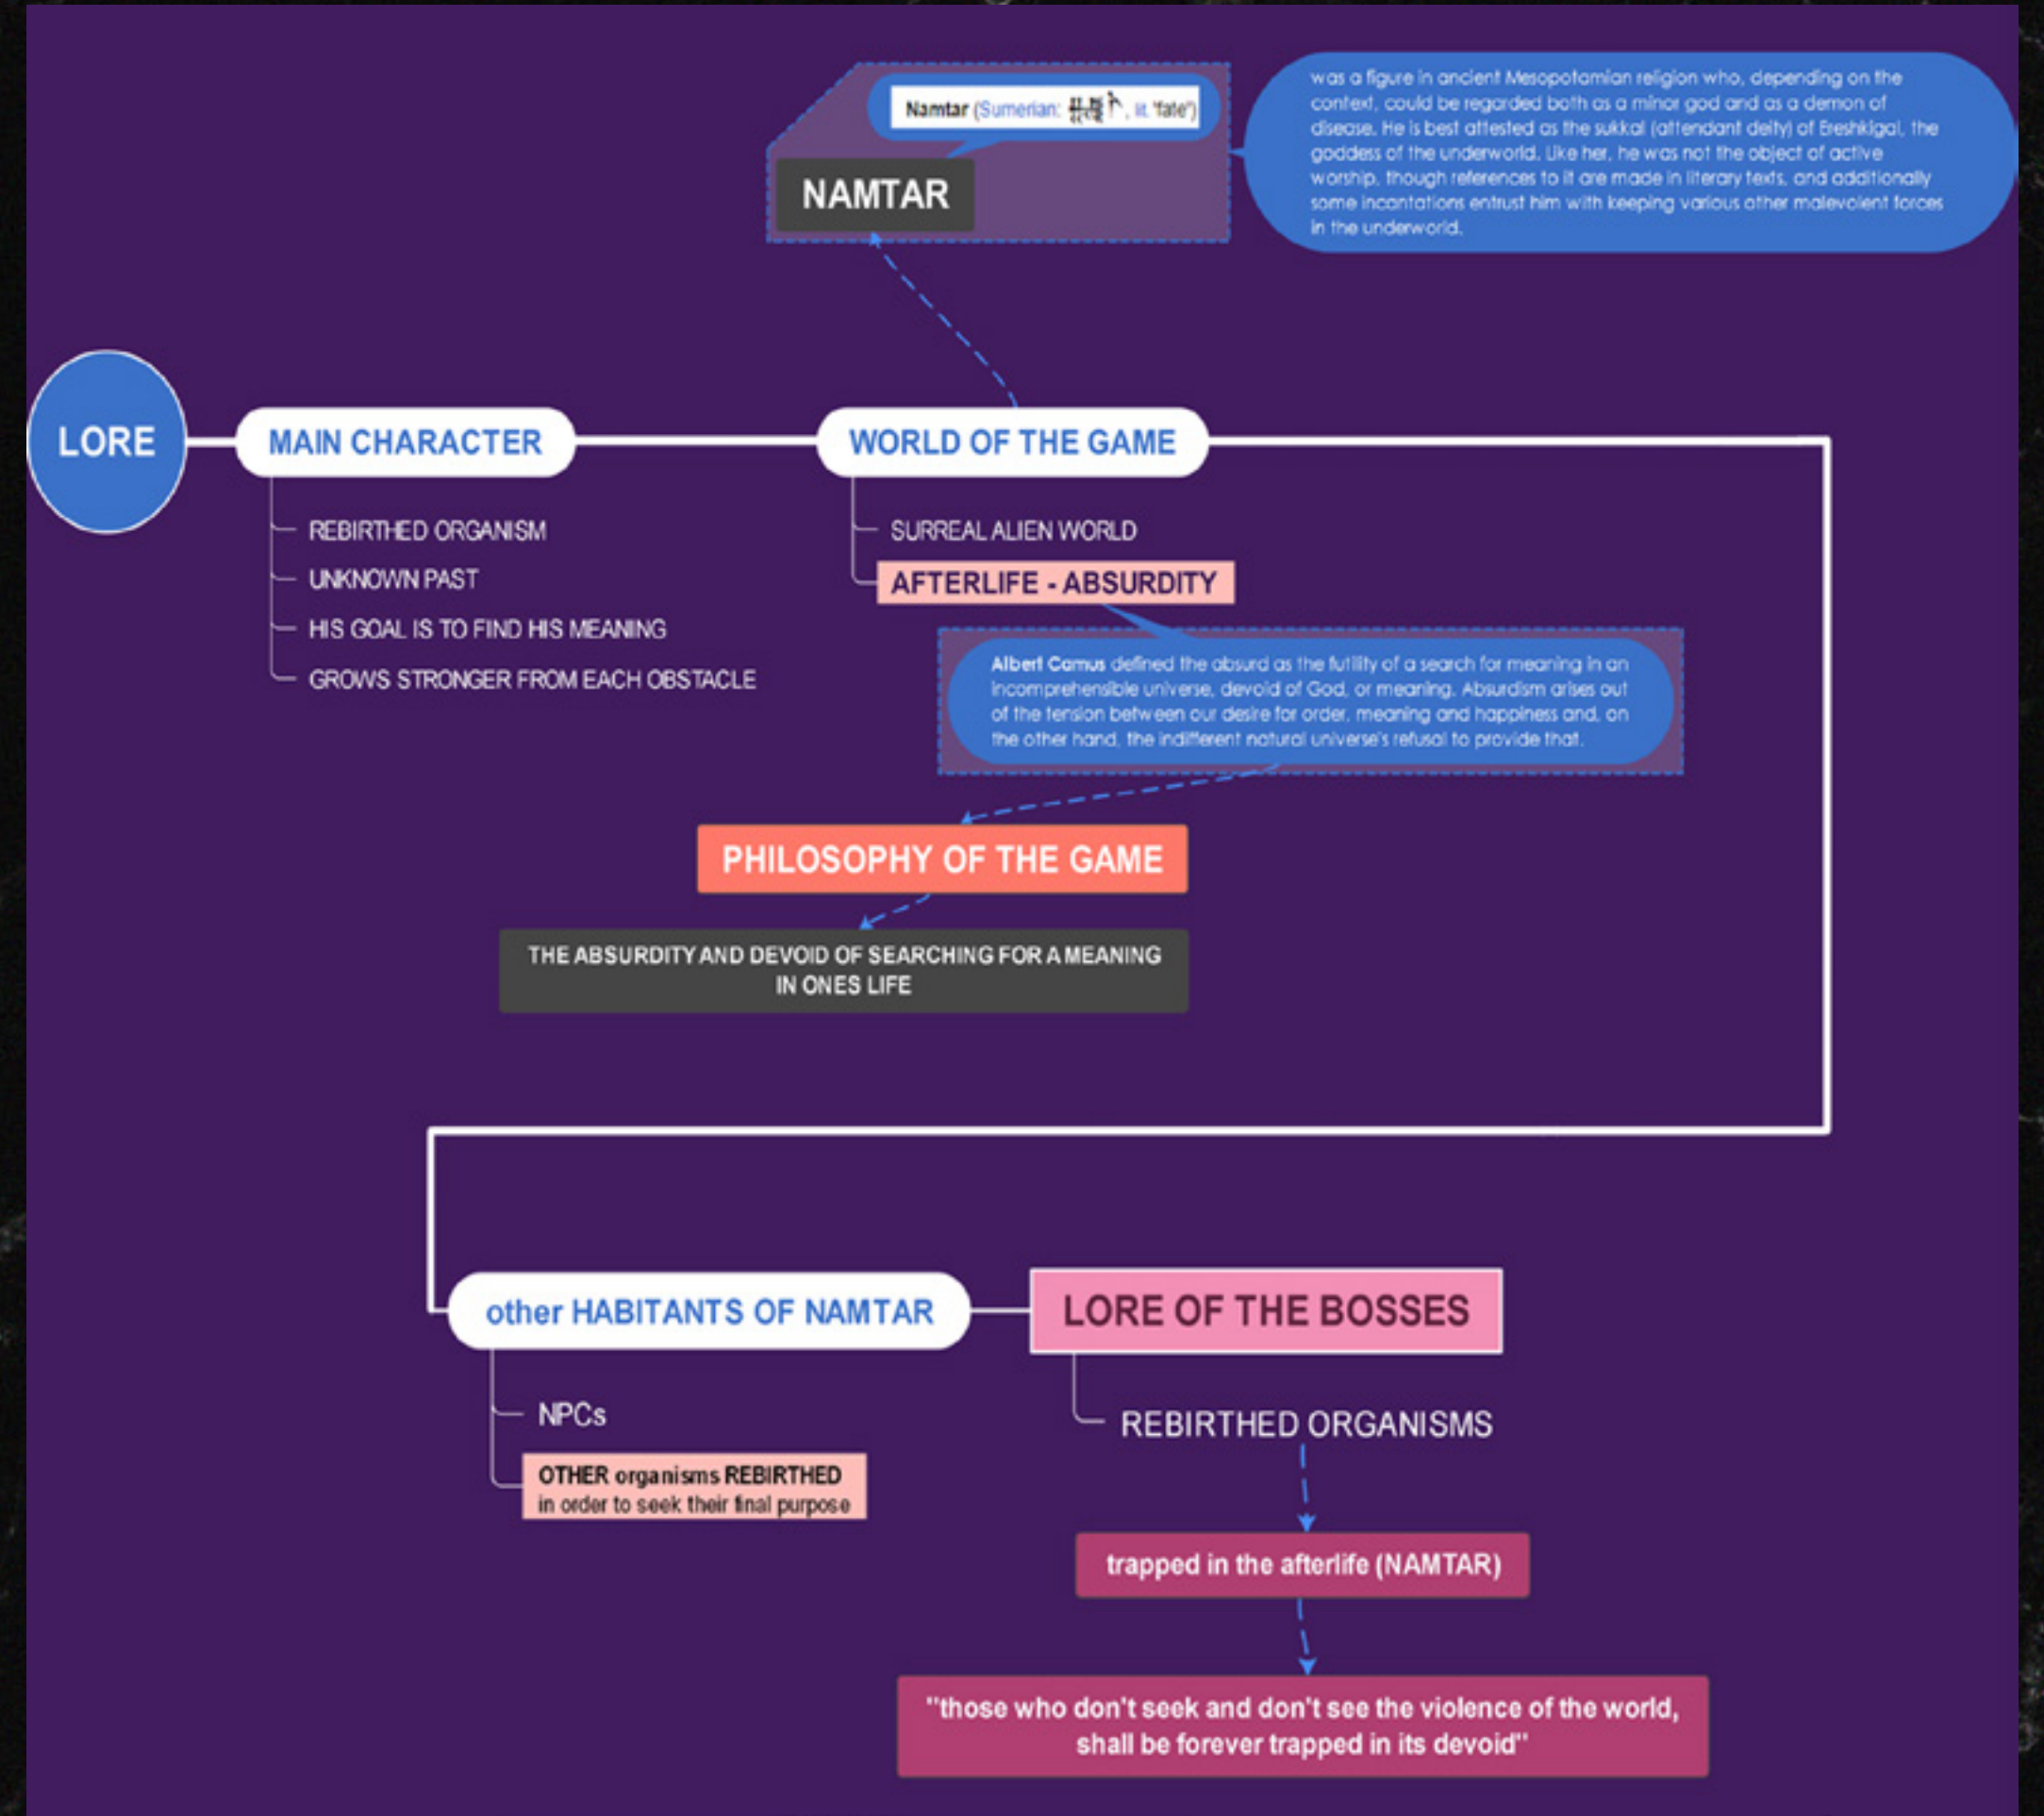 Namtar (Sumerian: , lit. 'fate')
NAMTAR
was a figure in ancient Mesopotamian religion who, depending on the
context, could be regarded both as a minor god and as a demon of
disease. He is best attested as the sukkal (attendant deity) of Ereshkigal, the
goddess of the underworld. Like her, he was not the object of active
worship, though references to it are made in literary texts, and additionally
some incantations entrust him with keeping various other malevolent forces
in the underworld.
LORE
MAIN CHARACTER
REBIRTHED ORGANISM
UNKNOWN PAST
HIS GOAL IS TO FIND HIS MEANING
GROWS STRONGER FROM EACH OBSTACLE
WORLD OF THE GAME
SURREAL ALIEN WORLD
AFTERLIFE - ABSURDITY
Albert Camus defined the absurd as the futility of a search for meaning in an
incomprehensible universe, devoid of God, or meaning. Absurdism arises out
of the tension between our desire for order, meaning and happiness and, on
the other hand, the indifferent natural universe's refusal to provide that.
PHILOSOPHY OF THE GAME
THE ABSURDITY AND DEVOID OF SEARCHING FOR A MEANING
IN ONES LIFE
other HABITANTS OF NAMTAR
NPCs
OTHER organisms REBIRTHED
in order to seek their final purpose
LORE OF THE BOSSES
REBIRTHED ORGANISMS
trapped in the afterlife (NAMTAR)
"those who don't seek and don't see the violence of the world,
shall be forever trapped in its devoid"